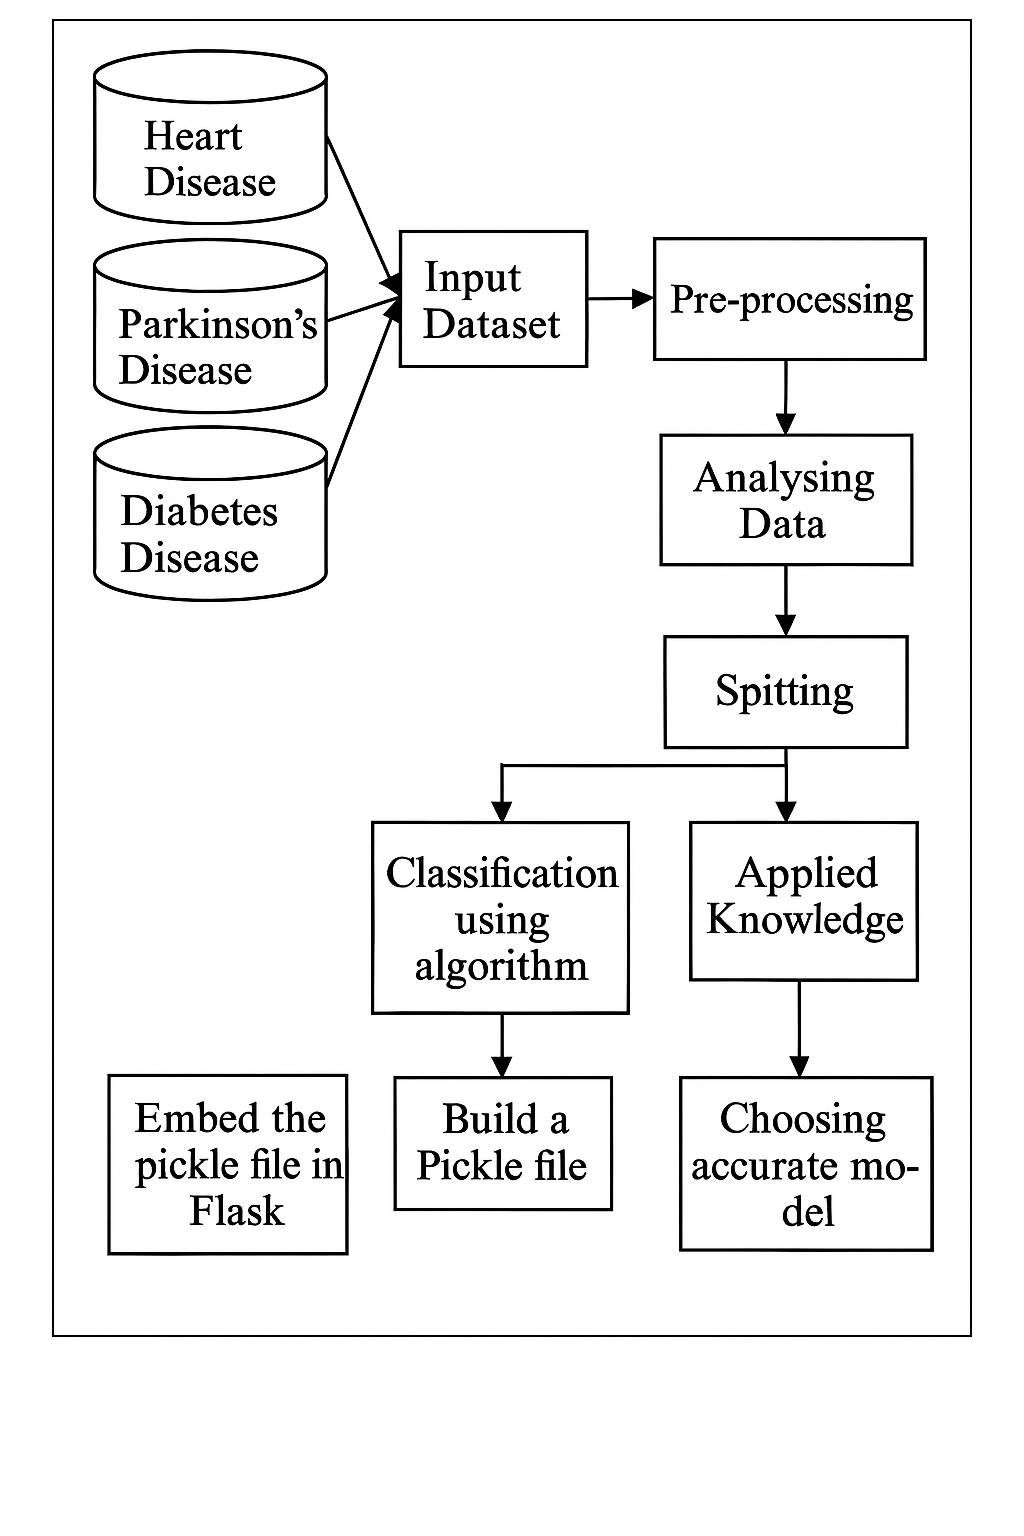 Heart
Disease
Parkinson’s
Disease
Diabetes
Disease
Input
Dataset
Pre-processing
Analysing
Data
Spitting
Classification
using
algorithm
Applied
Knowledge
Embed the
pickle file in
Flask
Build a
Pickle file
Choosing
accurate mo-
del